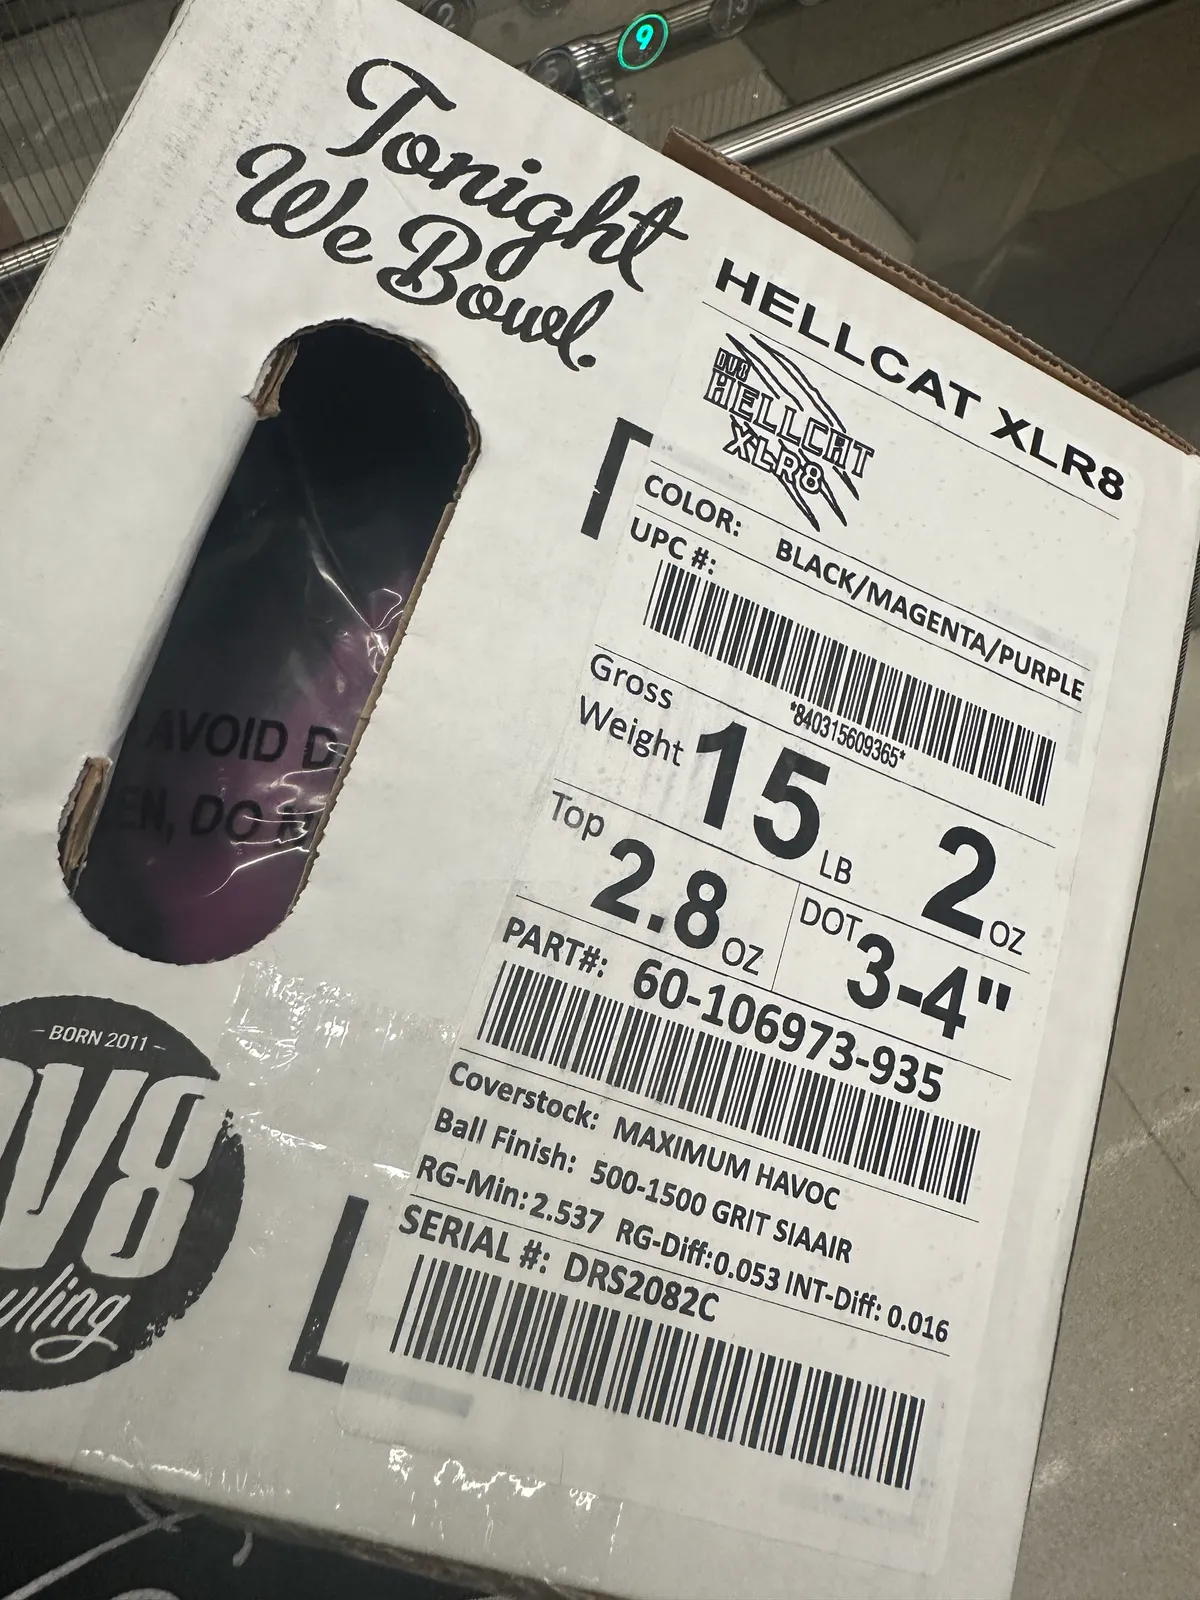 9
Tonight
We Bowl.
HELLCAT XLR8
DV8
HELLCAT
XLR8
COLOR: BLACK/MAGENTA/PURPLE
UPC #:
*840315609365*
Gross
Weight 15 LB 2 OZ
Top 2.8 OZ DOT 3-4"
PART#: 60-106973-935
Coverstock: MAXIMUM HAVOC
Ball Finish: 500-1500 GRIT SIAAIR
RG-Min: 2.537 RG-Diff: 0.053 INT-Diff: 0.016
SERIAL #: DRS2082C
AVOID D
EN, DO
- BORN 2011 -
DV8
wling